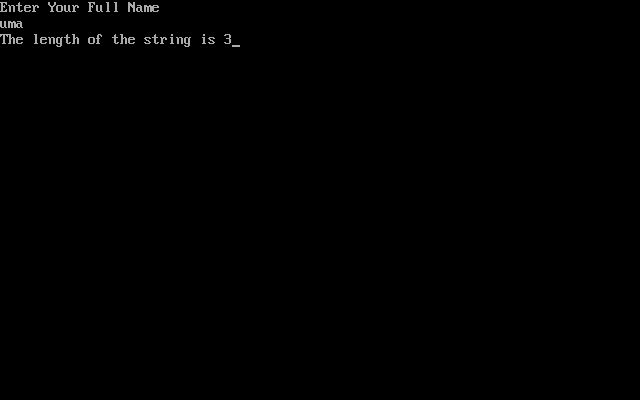 Enter Your Full Name
uma
The length of the string is 3_